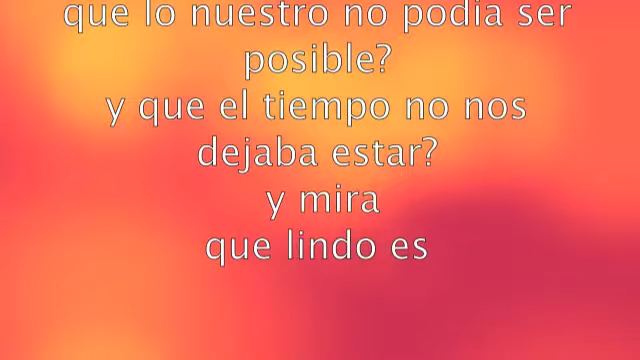 que lo nuestro no podia ser
posible?
y que el tiempo no nos
dejaba estar?
y mira
que lindo es